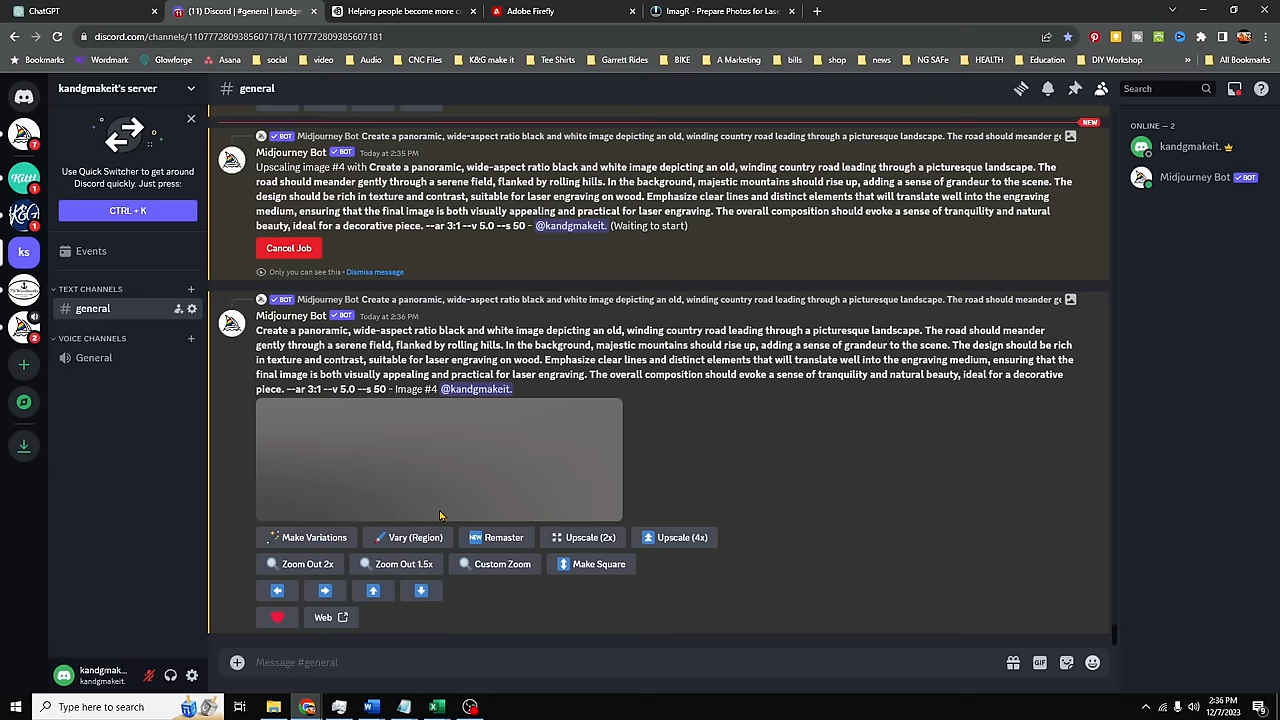 ChatGPT
(11) Discord | #general | kandg
Helping people become more c
Adobe Firefly
ImagR - Prepare Photos for Lase
discord.com/channels/1107772809385607178/1107772809385607181
Bookmarks
Wordmark
Glowforge
Asana
social
video
Audio
CNC Files
K&G make it
Tee Shirts
Garrett Rides
BIKE
A Marketing
bills
shop
news
NG SAFe
HEALTH
Education
DIY Workshop
All Bookmarks
kandgmakeit's server
# general
Search
Use Quick Switcher to get around
Discord quickly. Just press:
CTRL + K
Events
TEXT CHANNELS
# general
VOICE CHANNELS
General
NEW
BOT Midjourney Bot Create a panoramic, wide-aspect ratio black and white image depicting an old, winding country road leading through a picturesque landscape. The road should meander ge
Midjourney Bot BOT Today at 2:35 PM
Upscaling image #4 with Create a panoramic, wide-aspect ratio black and white image depicting an old, winding country road leading through a picturesque landscape. The
road should meander gently through a serene field, flanked by rolling hills. In the background, majestic mountains should rise up, adding a sense of grandeur to the scene. The
design should be rich in texture and contrast, suitable for laser engraving on wood. Emphasize clear lines and distinct elements that will translate well into the engraving
medium, ensuring that the final image is both visually appealing and practical for laser engraving. The overall composition should evoke a sense of tranquility and natural
beauty, ideal for a decorative piece. --ar 3:1 --v 5.0 --s 50 - @kandgmakeit. (Waiting to start)
Cancel Job
Only you can see this • Dismiss message
BOT Midjourney Bot Create a panoramic, wide-aspect ratio black and white image depicting an old, winding country road leading through a picturesque landscape. The road should meander ge
Midjourney Bot BOT Today at 2:36 PM
Create a panoramic, wide-aspect ratio black and white image depicting an old, winding country road leading through a picturesque landscape. The road should meander
gently through a serene field, flanked by rolling hills. In the background, majestic mountains should rise up, adding a sense of grandeur to the scene. The design should be rich
in texture and contrast, suitable for laser engraving on wood. Emphasize clear lines and distinct elements that will translate well into the engraving medium, ensuring that the
final image is both visually appealing and practical for laser engraving. The overall composition should evoke a sense of tranquility and natural beauty, ideal for a decorative
piece. --ar 3:1 --v 5.0 --s 50 - Image #4 @kandgmakeit.
Make Variations
Vary (Region)
NEW Remaster
Upscale (2x)
Upscale (4x)
Zoom Out 2x
Zoom Out 1.5x
Custom Zoom
Make Square
Web
Message #general
GIF
ONLINE — 2
kandgmakeit.
Midjourney Bot BOT
kandgmak...
kandgmakeit.
Type here to search
2:36 PM
12/7/2023